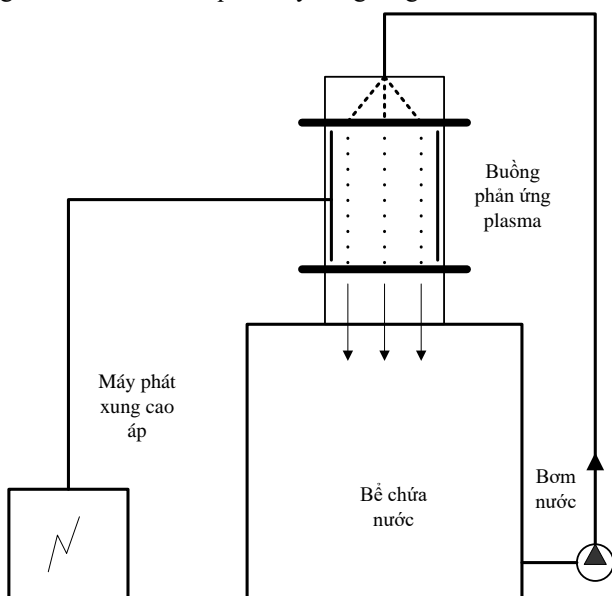 Buồng
phản ứng
plasma
Máy phát
xung cao
áp
Bể chứa
nước
Bơm
nước